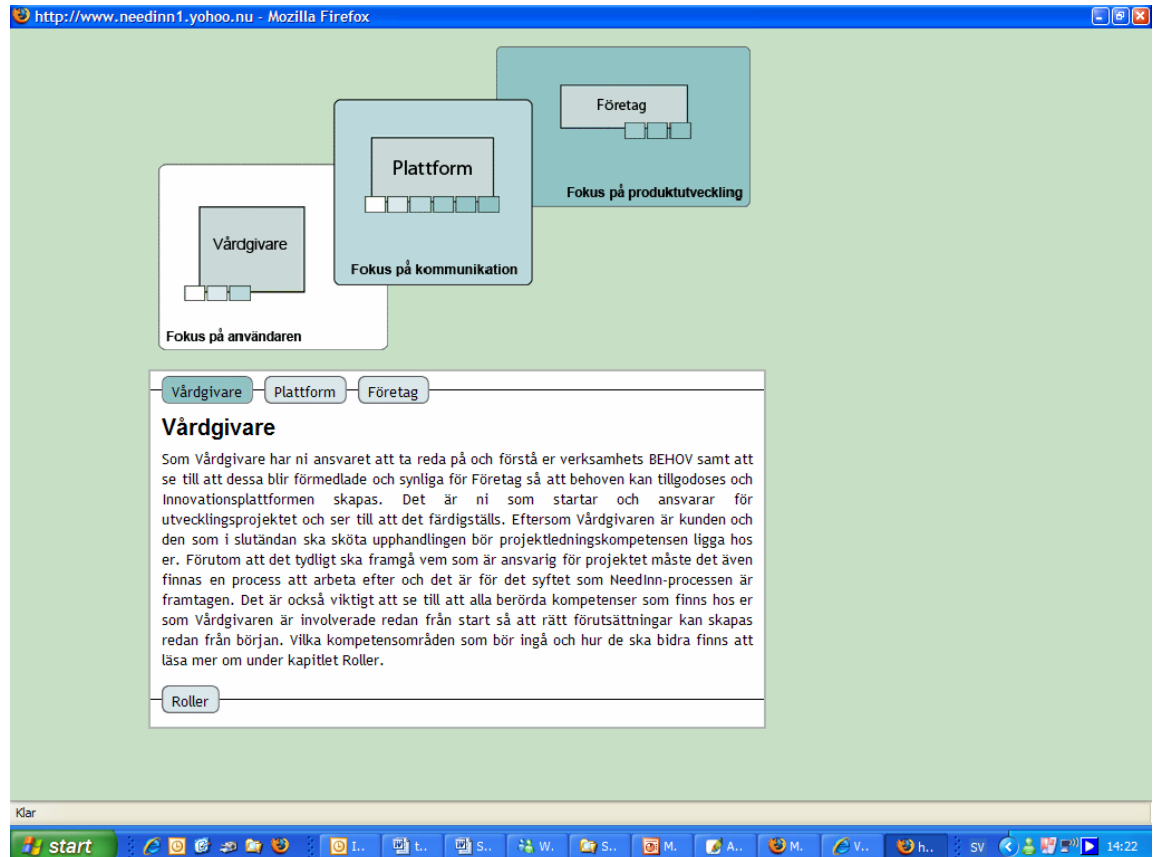 http://www.needinn1.yohoo.nu - Mozilla Firefox
Företag
Fokus på produktutveckling
Plattform
Fokus på kommunikation
Vårdgivare
Fokus på användaren
Vårdgivare Plattform Företag
Vårdgivare
Som Vårdgivare har ni ansvaret att ta reda på och förstå er verksamhets BEHOV samt att
se till att dessa blir förmedlade och synliga för Företag så att behoven kan tillgodoses och
Innovationsplattformen skapas. Det är ni som startar och ansvarar för
utvecklingsprojektet och ser till att det färdigställs. Eftersom Vårdgivaren är kunden och
den som i slutändan ska sköta upphandlingen bör projektledningskompetensen ligga hos
er. Förutom att det tydligt ska framgå vem som är ansvarig för projektet måste det även
finnas en process att arbeta efter och det är för det syftet som NeedInn-processen är
framtagen. Det är också viktigt att se till att alla berörda kompetenser som finns hos er
som Vårdgivaren är involverade redan från start så att rätt förutsättningar kan skapas
redan från början. Vilka kompetensområden som bör ingå och hur de ska bidra finns att
läsa mer om under kapitlet Roller.
Roller
Klar
start I.. t.. S.. W. S.. M. A.. M. V.. h.. SV 14:22